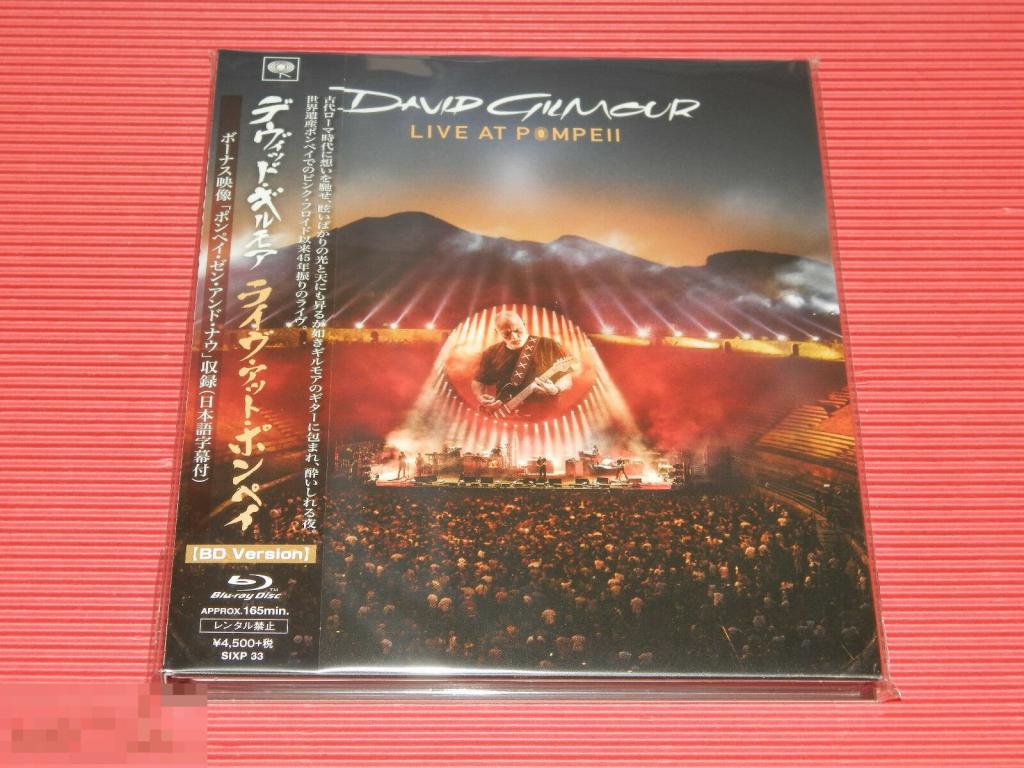 DAVID GILMOUR
LIVE AT POMPEII
古代ローマ時代に想いを馳せ、眩いばかりの光と天にも昇るが如きギルモアのギターに包まれ、酔いしれる夜。
世界遺産ポンペイでのピンク・フロイド以来45年振りのライヴ。
デヴィッド・ギルモア ライヴ・アット・ポンペイ
ボーナス映像「ポンペイ・ゼン・アンド・ナウ」収録(日本語字幕付)
【BD Version】
Blu-ray Disc™
APPROX.165min.
レンタル禁止
¥4,500+税
SIXP 33